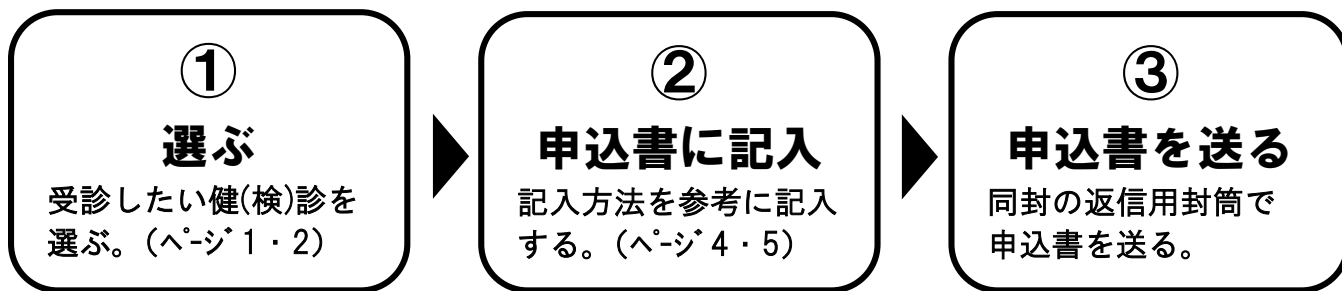 ①
選ぶ
受診したい健(検)診を
選ぶ。(ﾍﾟｰｼﾞ1・2)
②
申込書に記入
記入方法を参考に記入
する。(ﾍﾟｰｼﾞ4・5)
③
申込書を送る
同封の返信用封筒で
申込書を送る。